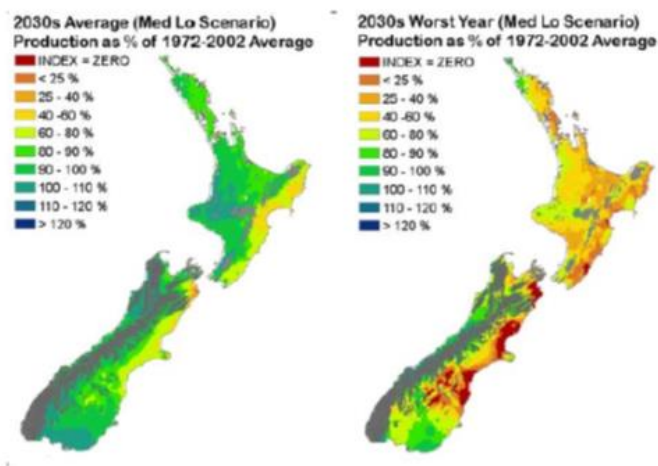 2030s Average (Med Lo Scenario)
Production as % of 1972-2002 Average
INDEX = ZERO
< 25 %
25 - 40 %
40 -60 %
60 - 80 %
80 - 90 %
90 - 100 %
100 - 110 %
110 - 120 %
> 120 %
2030s Worst Year (Med Lo Scenario)
Production as % of 1972-2002 Average
INDEX = ZERO
< 25 %
25 - 40 %
40 -60 %
60 - 80 %
80 - 90 %
90 - 100 %
100 - 110 %
110 - 120 %
> 120 %